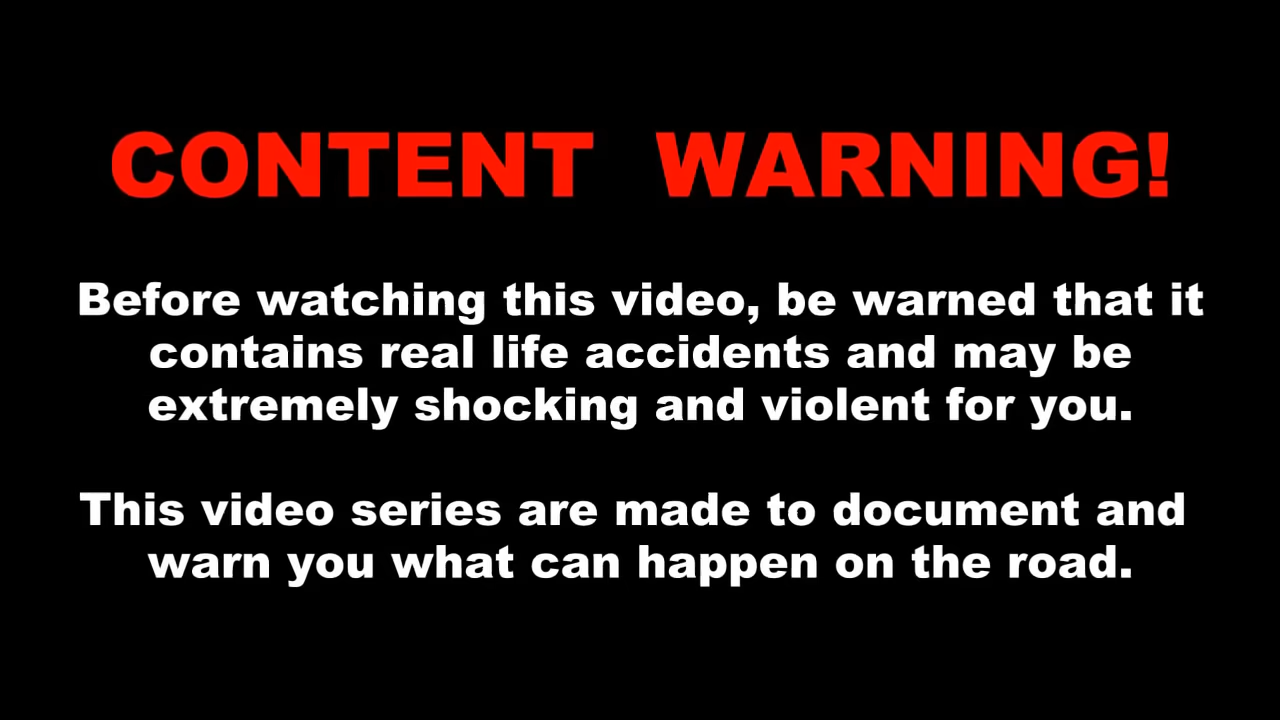 CONTENT WARNING!
Before watching this video, be warned that it
contains real life accidents and may be
extremely shocking and violent for you.
This video series are made to document and
warn you what can happen on the road.